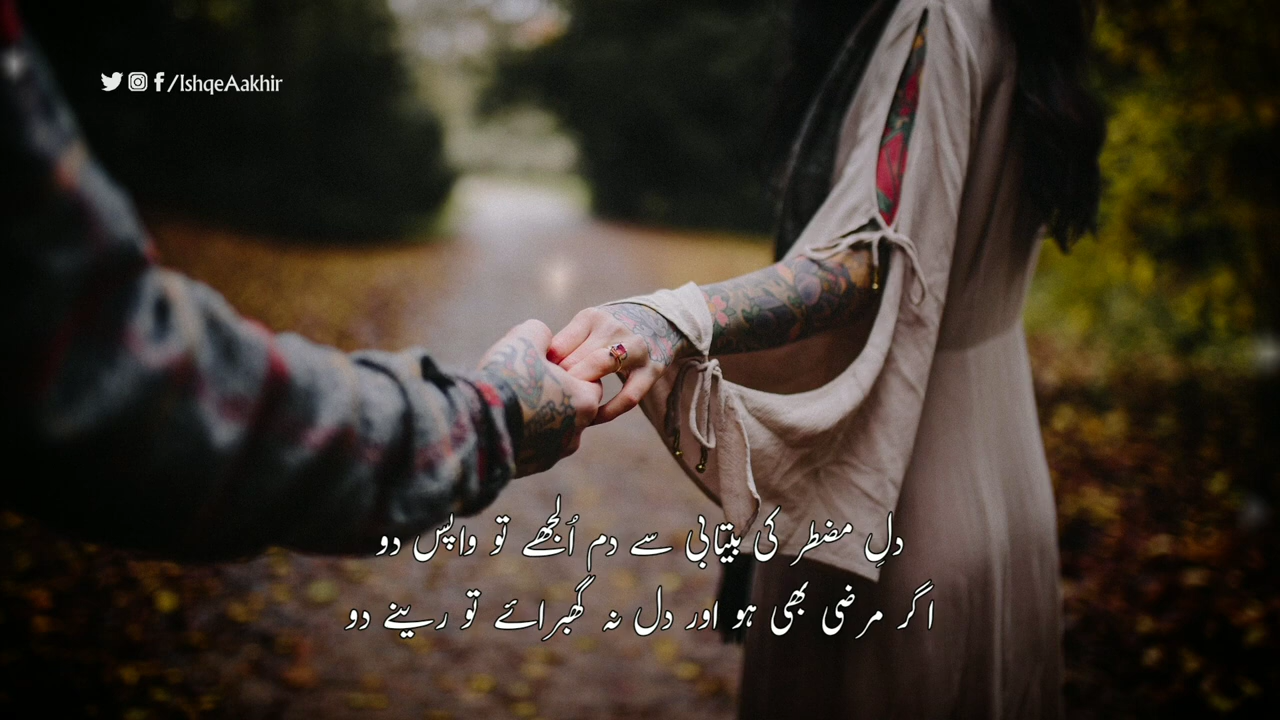 /IshqeAakhir
دلِ مضطر کی بیتابی سے دم اُلجھے تو واپس دو
اگر مرضی بھی ہو اور دل نہ گھبرائے تو رہنے دو